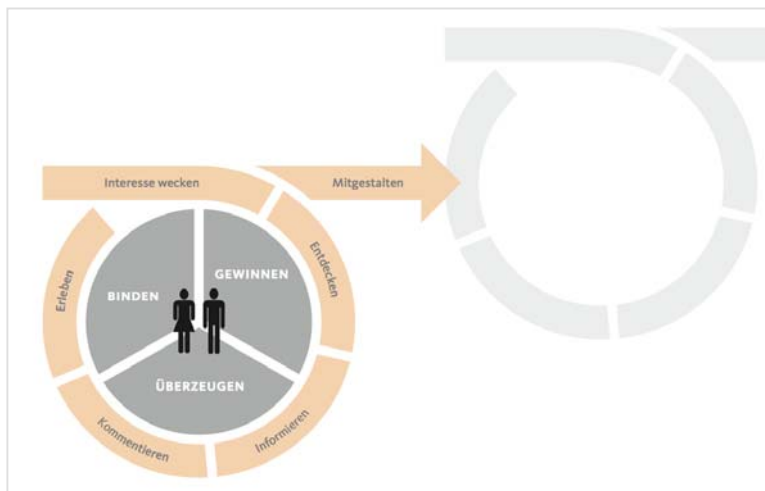 Interesse wecken
Mitgestalten
Entdecken
Informieren
Kommentieren
Erleben
BINDEN
GEWINNEN
ÜBERZEUGEN